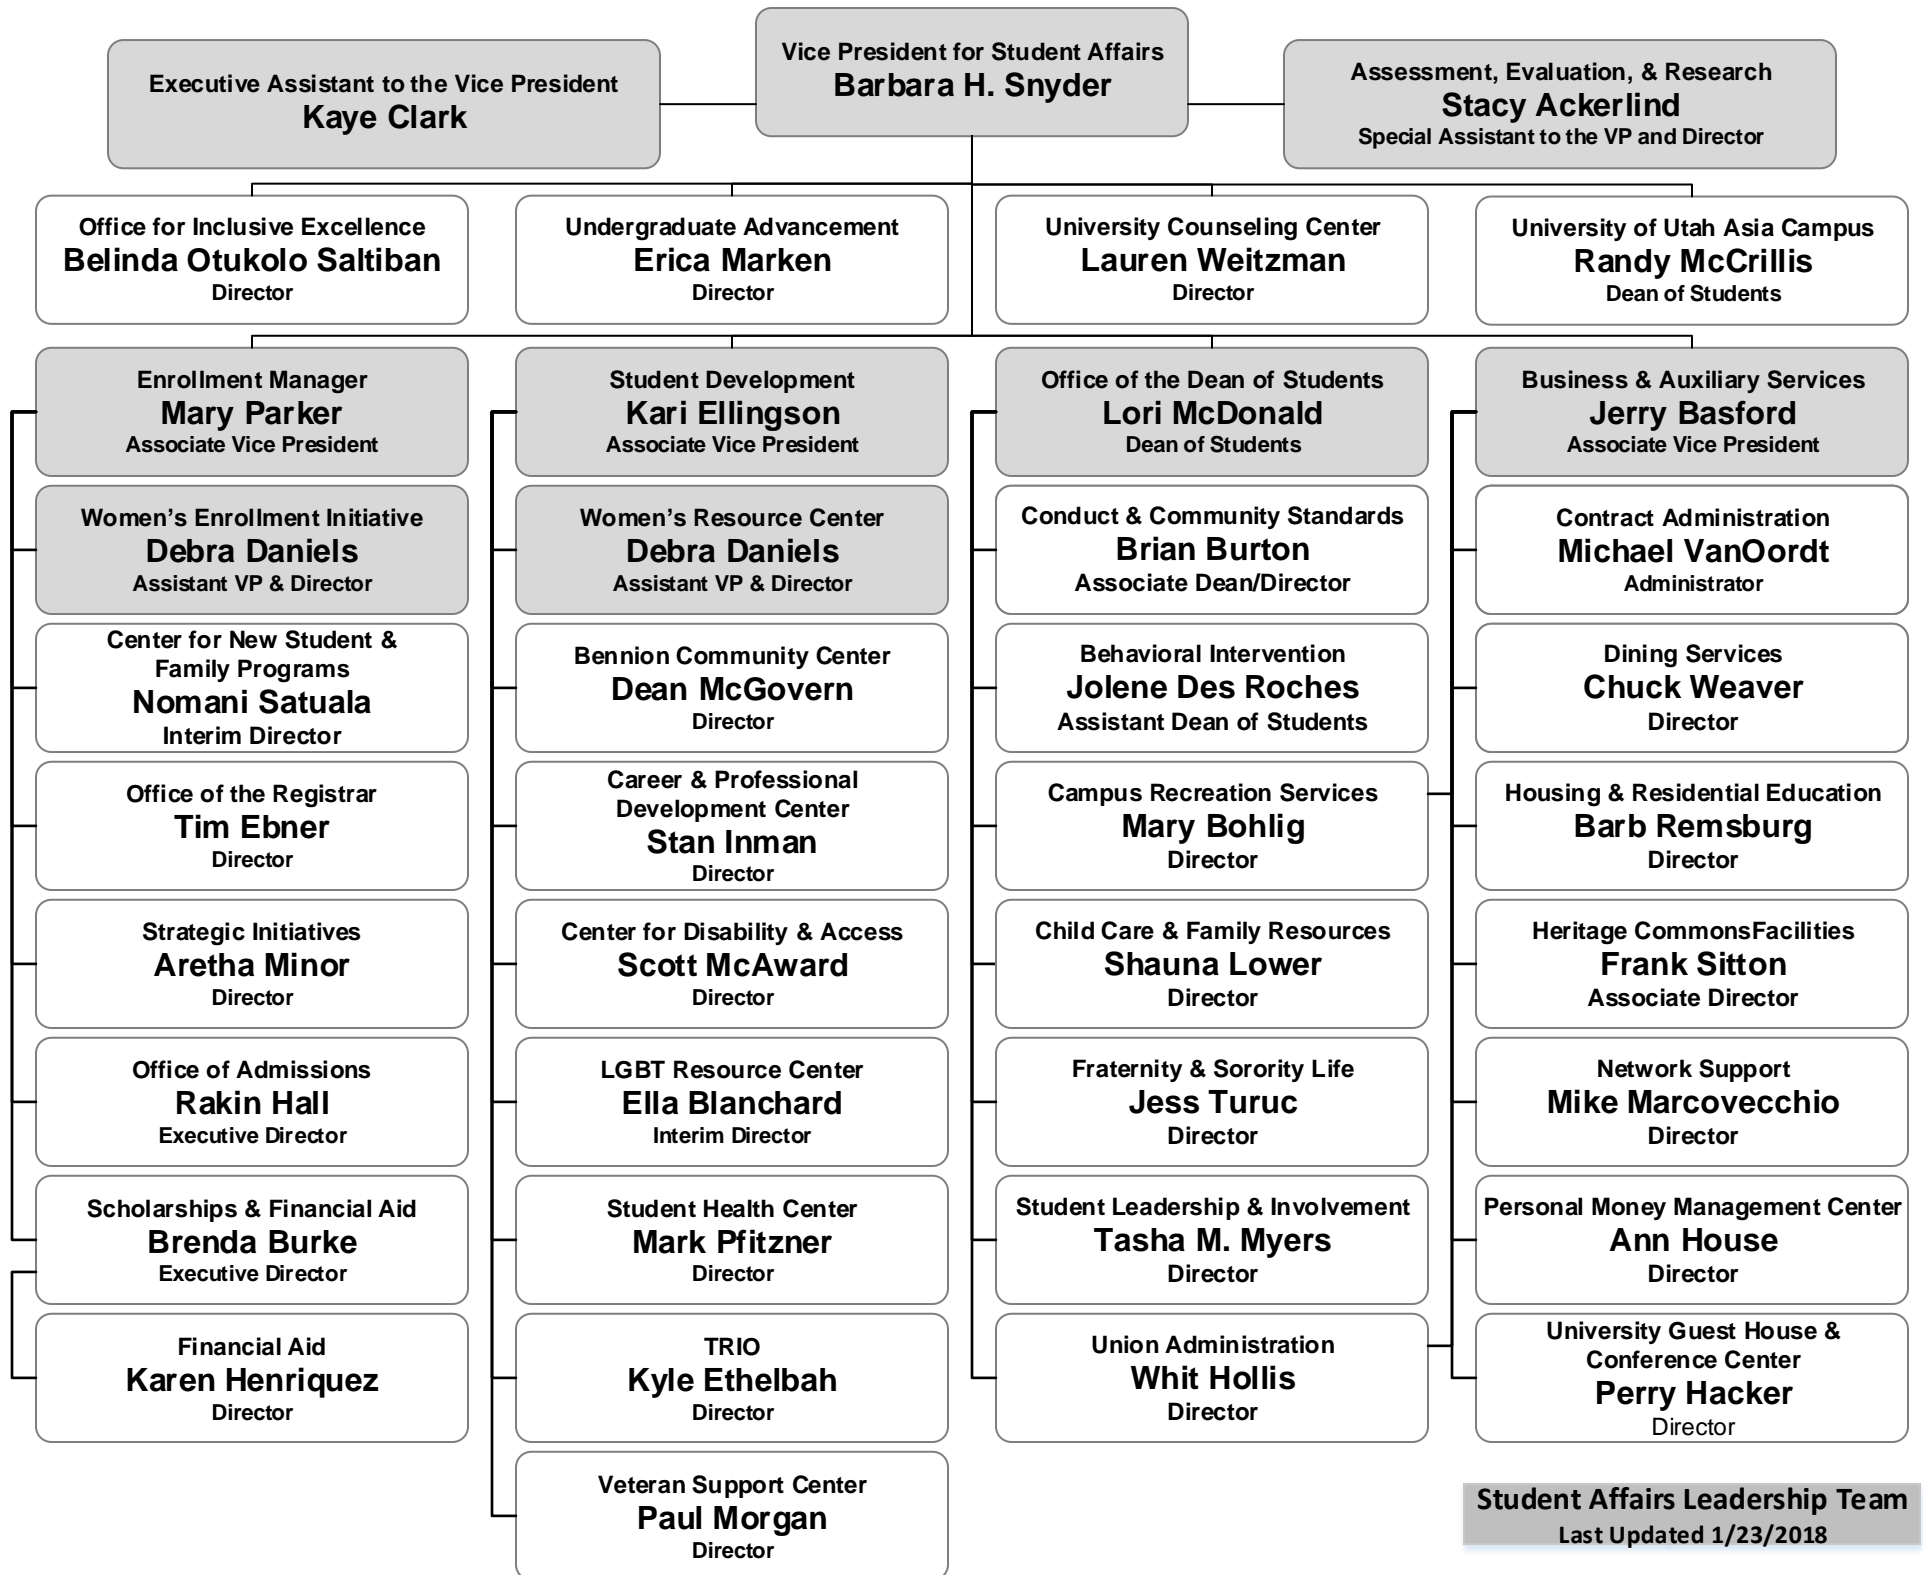 Vice President for Student Affairs
Barbara H. Snyder
Executive Assistant to the Vice President
Kaye Clark
Assessment, Evaluation, & Research
Stacy Ackerlind
Special Assistant to the VP and Director
Office for Inclusive Excellence
Belinda Otukolo Saltiban
Director
Undergraduate Advancement
Erica Marken
Director
University Counseling Center
Lauren Weitzman
Director
University of Utah Asia Campus
Randy McCrillis
Dean of Students
Enrollment Manager
Mary Parker
Associate Vice President
Women’s Enrollment Initiative
Debra Daniels
Assistant VP & Director
Center for New Student &
Family Programs
Nomani Satuala
Interim Director
Office of the Registrar
Tim Ebner
Director
Strategic Initiatives
Aretha Minor
Director
Office of Admissions
Rakin Hall
Executive Director
Scholarships & Financial Aid
Brenda Burke
Executive Director
Financial Aid
Karen Henriquez
Director
Student Development
Kari Ellingson
Associate Vice President
Women’s Resource Center
Debra Daniels
Assistant VP & Director
Bennion Community Center
Dean McGovern
Director
Career & Professional
Development Center
Stan Inman
Director
Center for Disability & Access
Scott McAward
Director
LGBT Resource Center
Ella Blanchard
Interim Director
Student Health Center
Mark Pfitzner
Director
TRIO
Kyle Ethelbah
Director
Veteran Support Center
Paul Morgan
Director
Office of the Dean of Students
Lori McDonald
Dean of Students
Conduct & Community Standards
Brian Burton
Associate Dean/Director
Behavioral Intervention
Jolene Des Roches
Assistant Dean of Students
Campus Recreation Services
Mary Bohlig
Director
Child Care & Family Resources
Shauna Lower
Director
Fraternity & Sorority Life
Jess Turuc
Director
Student Leadership & Involvement
Tasha M. Myers
Director
Union Administration
Whit Hollis
Director
Business & Auxiliary Services
Jerry Basford
Associate Vice President
Contract Administration
Michael VanOordt
Administrator
Dining Services
Chuck Weaver
Director
Housing & Residential Education
Barb Remsburg
Director
Heritage CommonsFacilities
Frank Sitton
Associate Director
Network Support
Mike Marcovecchio
Director
Personal Money Management Center
Ann House
Director
University Guest House &
Conference Center
Perry Hacker
Director
Student Affairs Leadership Team
Last Updated 1/23/2018